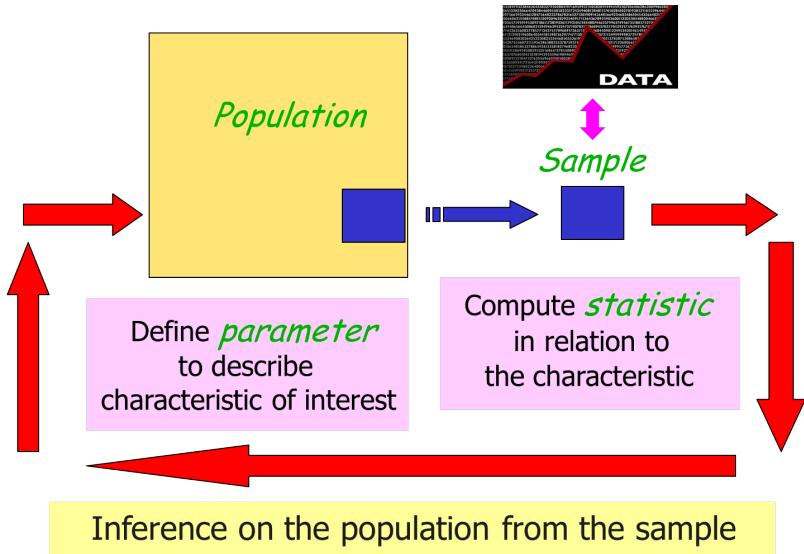 DATA
Population
Sample
Define parameter
to describe
characteristic of interest
Compute statistic
in relation to
the characteristic
Inference on the population from the sample